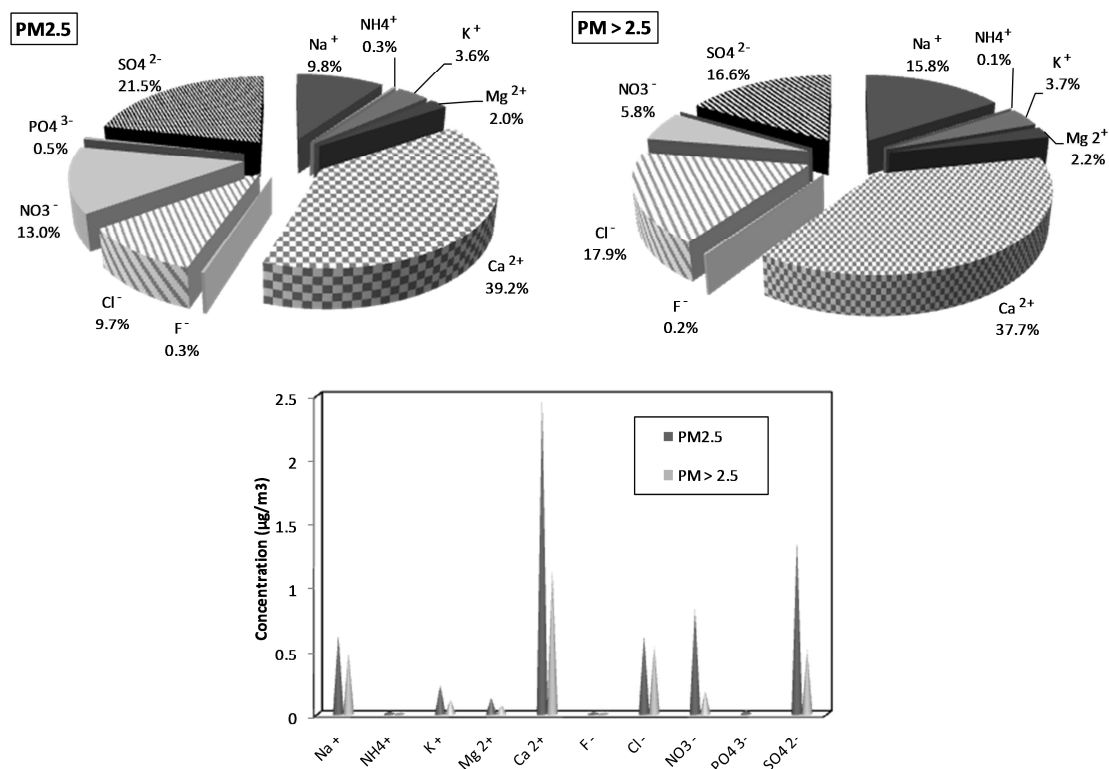 PM2.5
Na +
9.8%
NH4+
0.3%
K +
3.6%
Mg 2+
2.0%
Ca 2+
39.2%
F -
0.3%
Cl -
9.7%
NO3 -
13.0%
PO4 3-
0.5%
SO4 2-
21.5%
PM > 2.5
Na +
15.8%
NH4+
0.1%
K +
3.7%
Mg 2+
2.2%
Ca 2+
37.7%
F -
0.2%
Cl -
17.9%
NO3 -
5.8%
SO4 2-
16.6%
Concentration (µg/m3)
2.5
2
1.5
1
0.5
0
PM2.5
PM > 2.5
Na +
NH4+
K +
Mg 2+
Ca 2+
F -
Cl -
NO3 -
PO4 3-
SO4 2-